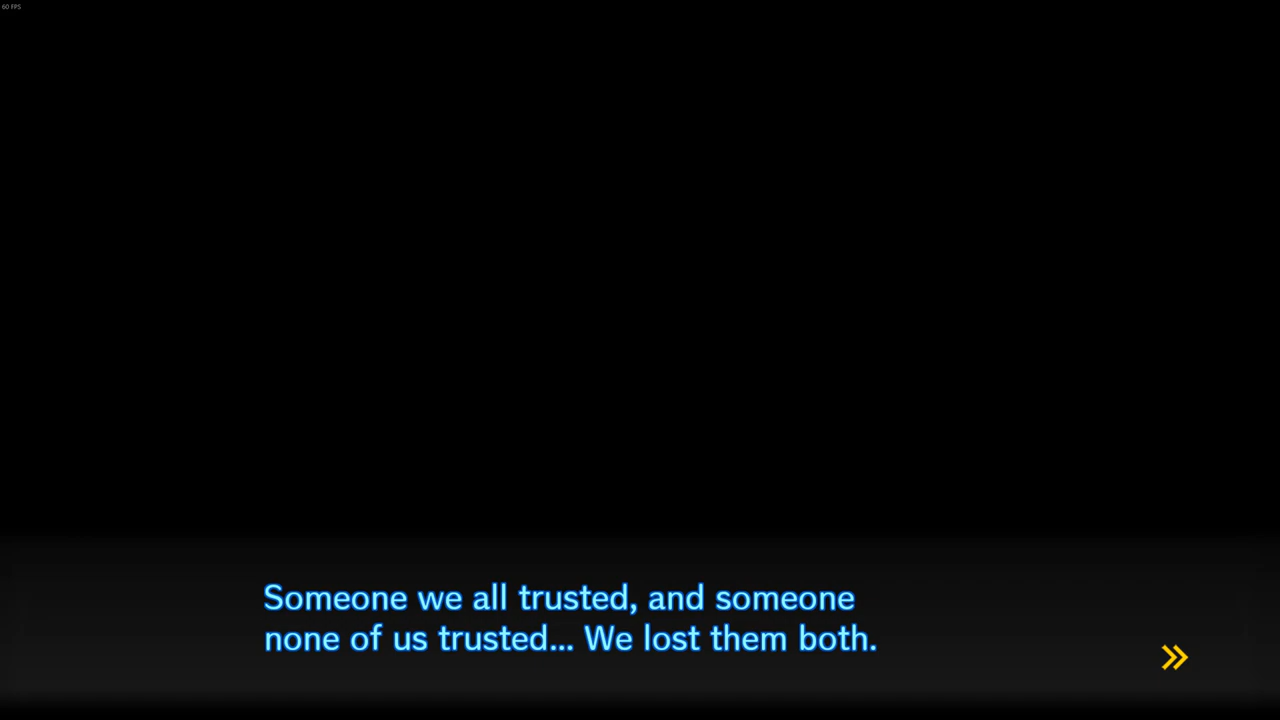 60 FPS
Someone we all trusted, and someone
none of us trusted... We lost them both.